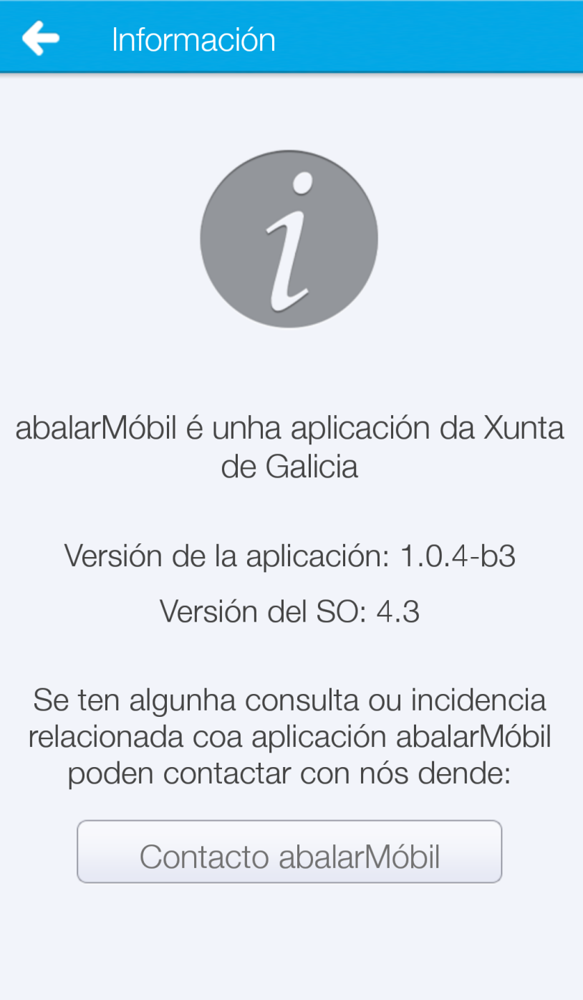 Información
i
abalarMóbil é unha aplicación da Xunta
de Galicia
Versión de la aplicación: 1.0.4-b3
Versión del SO: 4.3
Se ten algunha consulta ou incidencia
relacionada coa aplicación abalarMóbil
poden contactar con nós dende:
Contacto abalarMóbil